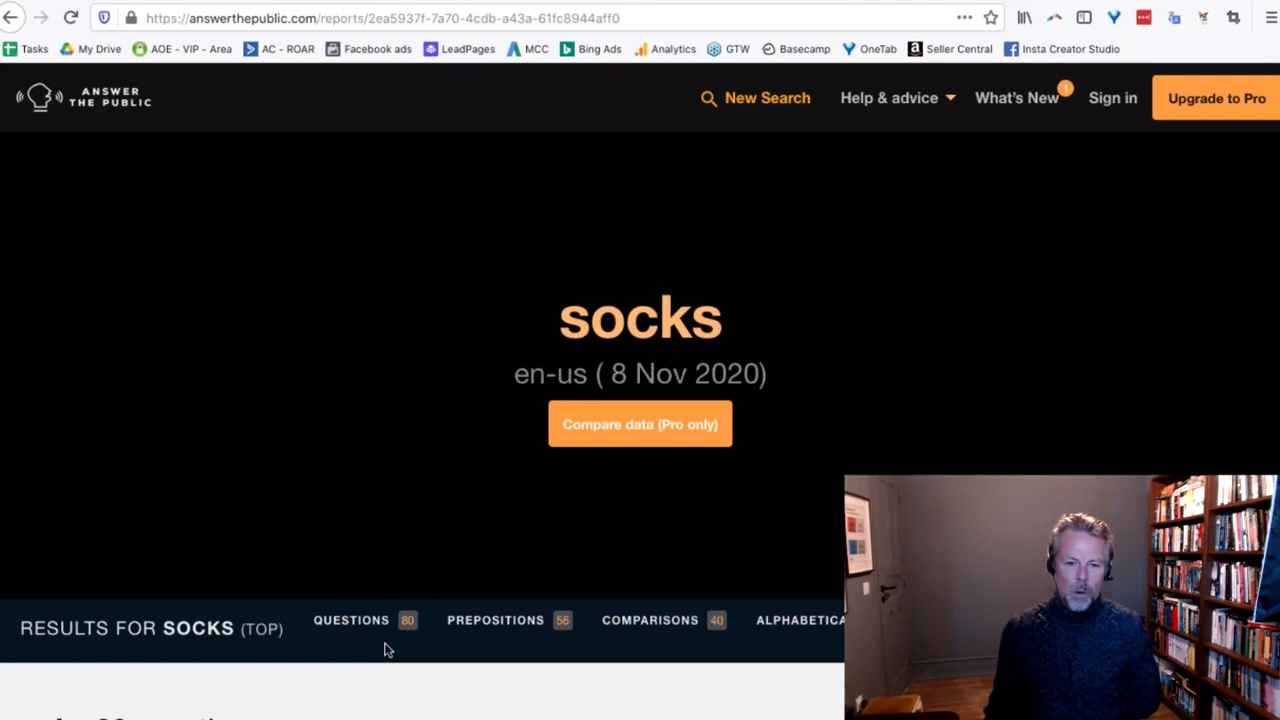 https://answerthepublic.com/reports/2ea5937f-7a70-4cdb-a43a-61fc8944aff0
Tasks My Drive AOE - VIP - Area AC - ROAR Facebook ads LeadPages MCC Bing Ads Analytics GTW Basecamp OneTab Seller Central Insta Creator Studio
ANSWER
THE PUBLIC
New Search Help & advice What's New 1 Sign in Upgrade to Pro
socks
en-us ( 8 Nov 2020)
Compare data (Pro only)
RESULTS FOR SOCKS (TOP) QUESTIONS 80 PREPOSITIONS 56 COMPARISONS 40 ALPHABETICA